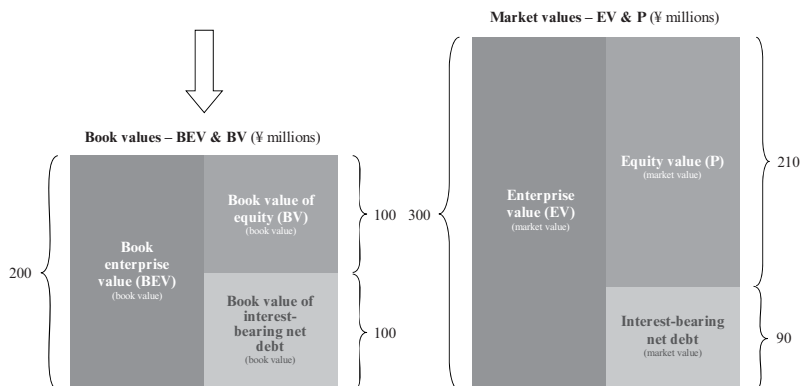 Market values – EV & P (¥ millions)
Book values – BEV & BV (¥ millions)
200
Book
enterprise
value (BEV)
(book value)
Book value of
equity (BV)
(book value)
100
Book value of
interest-
bearing net
debt
(book value)
100
300
Enterprise
value (EV)
(market value)
Equity value (P)
(market value)
210
Interest-bearing
net debt
(market value)
90